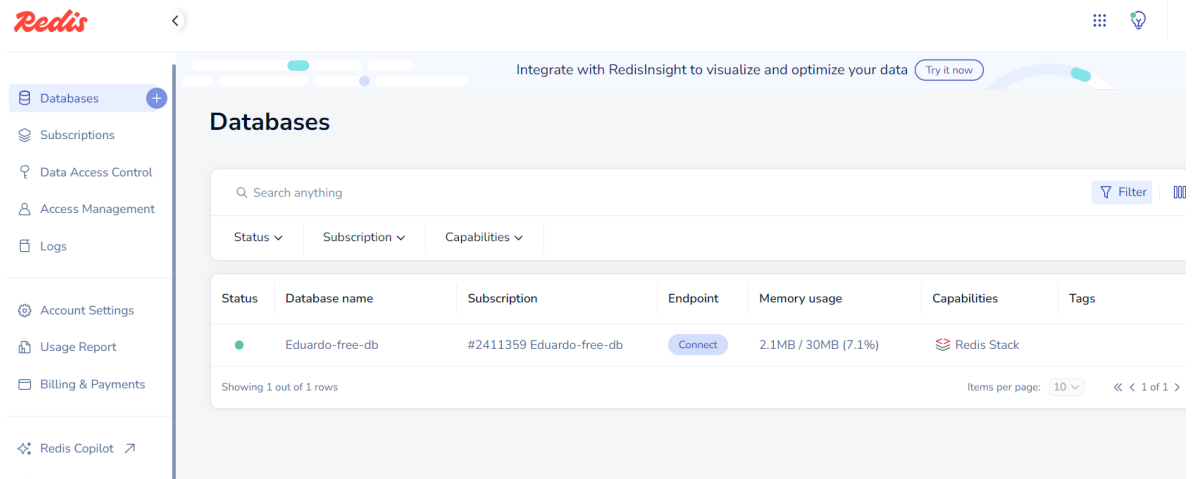 Redis
Integrate with RedisInsight to visualize and optimize your data Try it now
Databases
Subscriptions
Data Access Control
Access Management
Logs
Account Settings
Usage Report
Billing & Payments
Redis Copilot
Databases
Search anything
Filter
Status Subscription Capabilities
Status Database name Subscription Endpoint Memory usage Capabilities Tags
Eduardo-free-db #2411359 Eduardo-free-db Connect 2.1MB / 30MB (7.1%) Redis Stack
Showing 1 out of 1 rows Items per page: 10 1 of 1